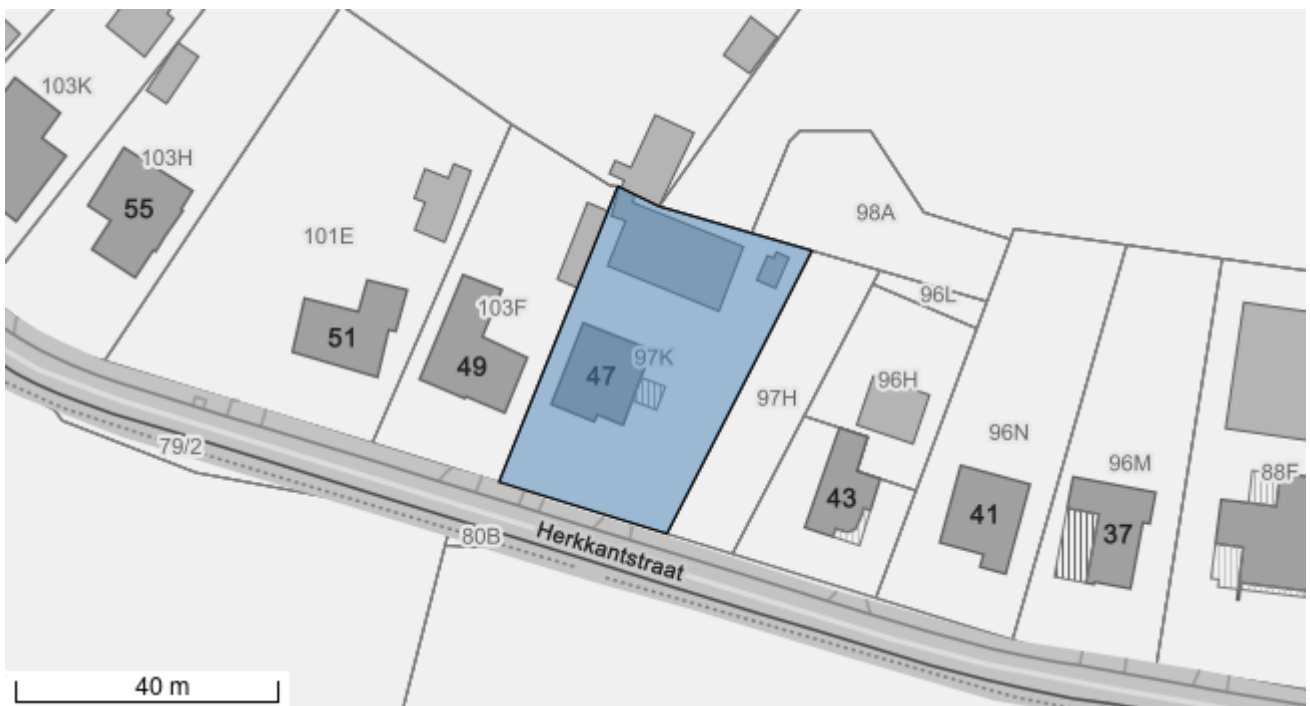 103K
103H
55
101E
98A
96L
103F
51
49
97K
47
97H
96H
96N
79/2
96M
88F
43
41
37
80B
Herkkantstraat
40 m